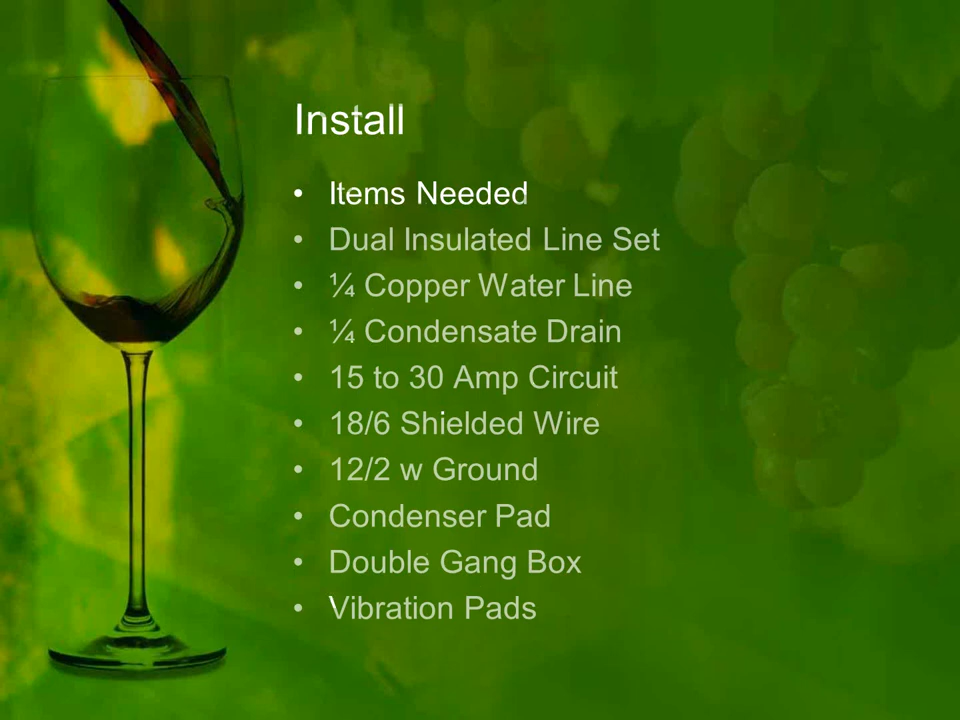 Install
• Items Needed
• Dual Insulated Line Set
• ¼ Copper Water Line
• ¼ Condensate Drain
• 15 to 30 Amp Circuit
• 18/6 Shielded Wire
• 12/2 w Ground
• Condenser Pad
• Double Gang Box
• Vibration Pads